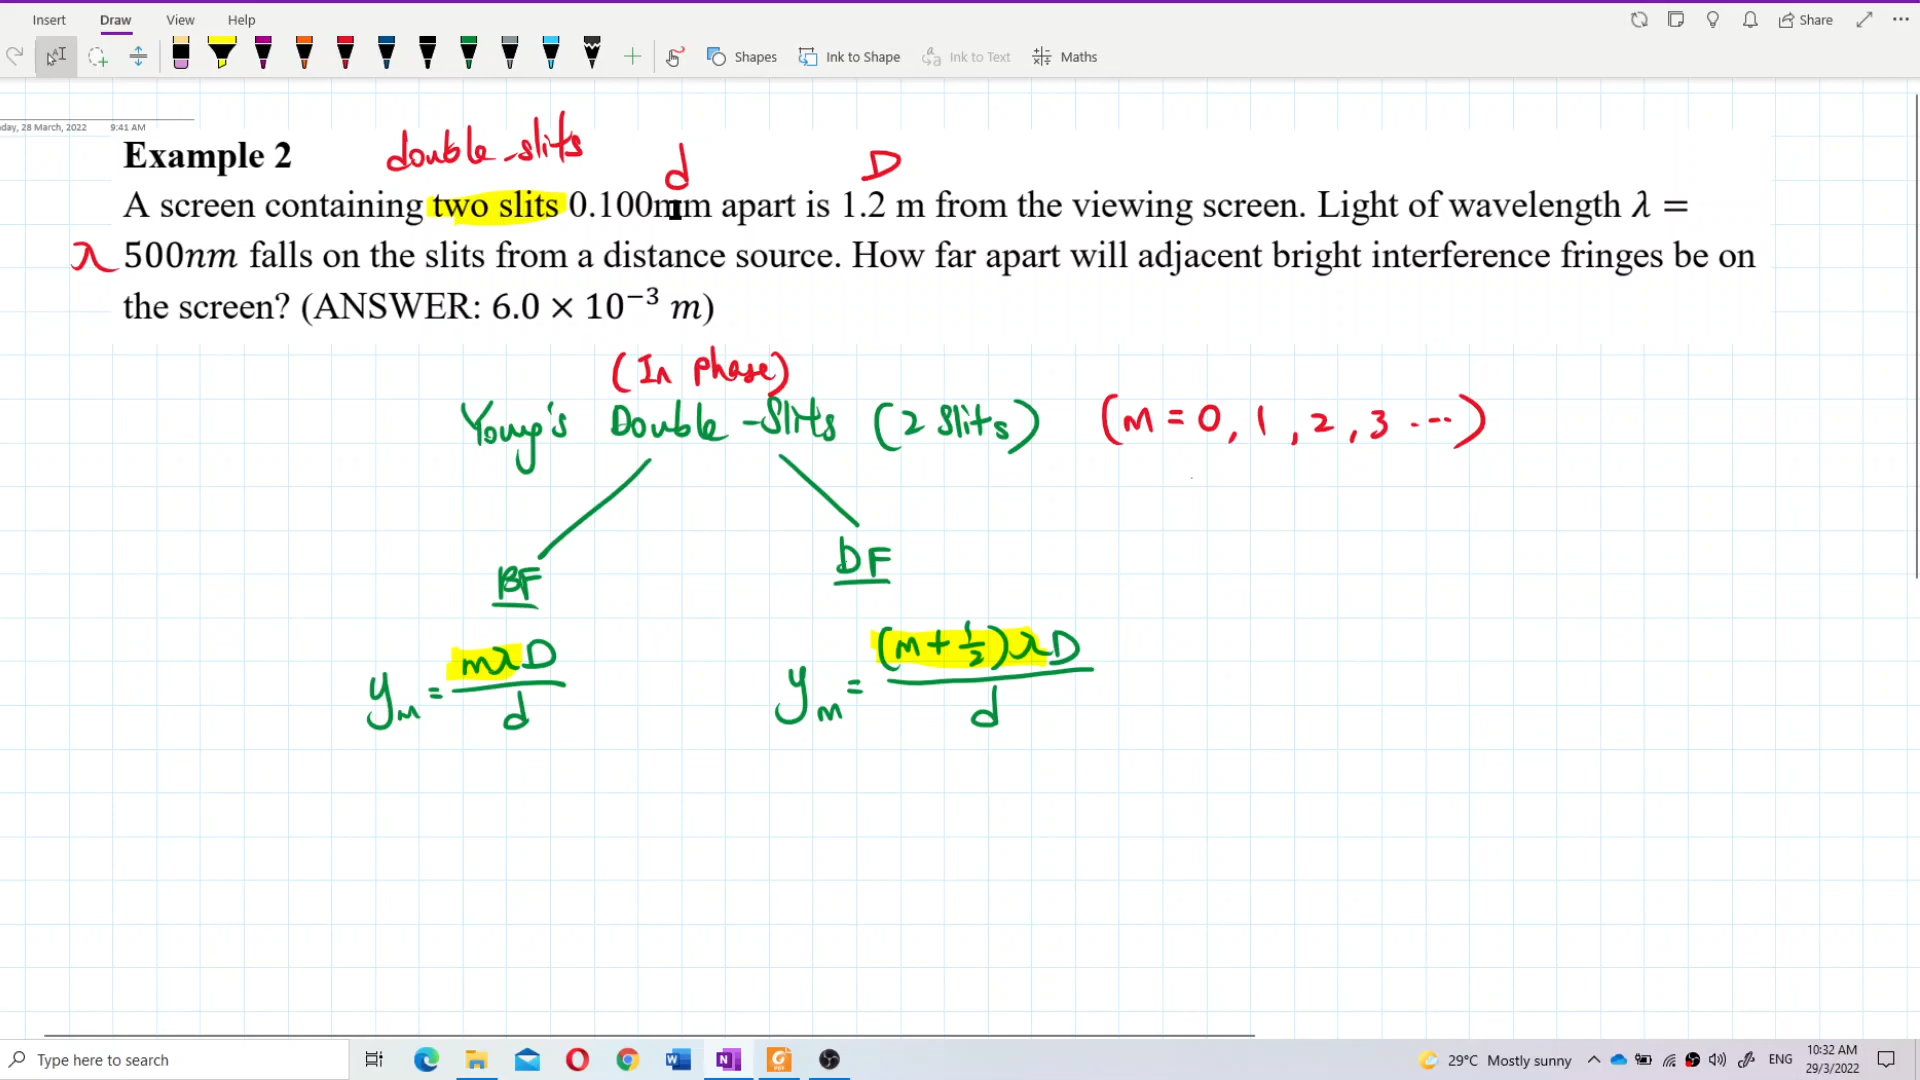 Insert Draw View Help
Share
Shapes Ink to Shape Ink to Text Maths
day, 28 March, 2022 9:41 AM
Example 2
double-slits
d
D
A screen containing two slits 0.100mm apart is 1.2 m from the viewing screen. Light of wavelength λ =
λ 500nm falls on the slits from a distance source. How far apart will adjacent bright interference fringes be on
the screen? (ANSWER: 6.0 × 10⁻³ m)
(In phase)
Young's Double-Slits (2 Slits) (m = 0, 1, 2, 3 ...)
BF
DF
yₘ = mλD/d
yₘ = (m + 1/2)λD/d
Type here to search
29°C Mostly sunny
ENG
10:32 AM
29/3/2022